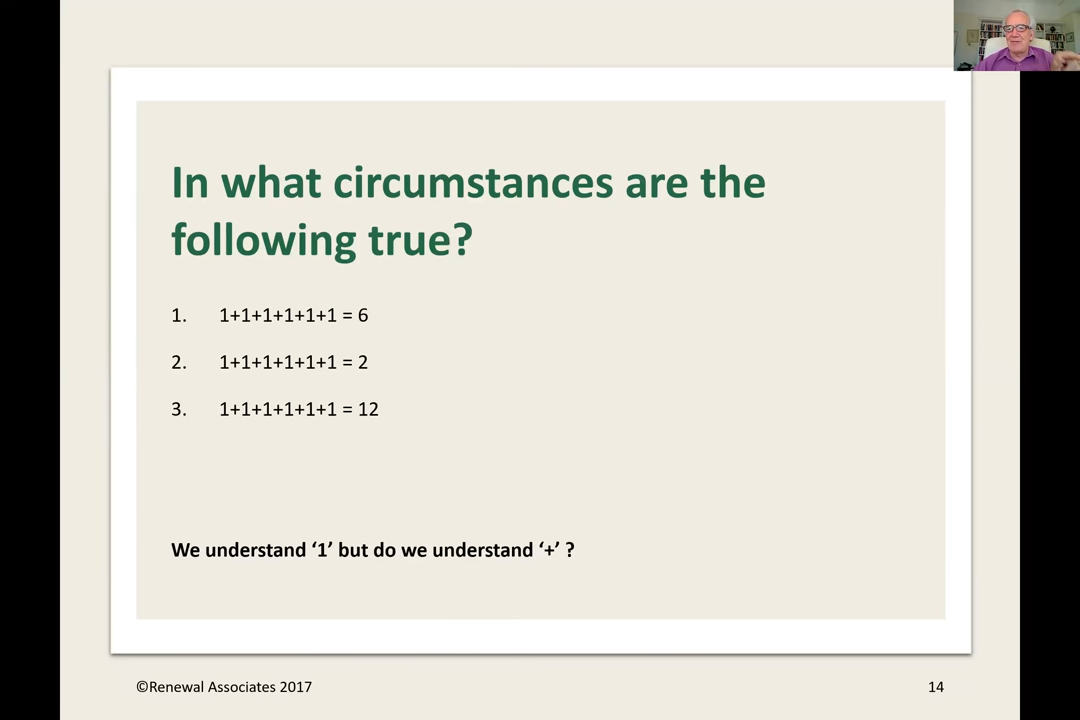 In what circumstances are the
following true?
1. 1+1+1+1+1+1 = 6
2. 1+1+1+1+1+1 = 2
3. 1+1+1+1+1+1 = 12
We understand ‘1’ but do we understand ‘+’ ?
©Renewal Associates 2017
14